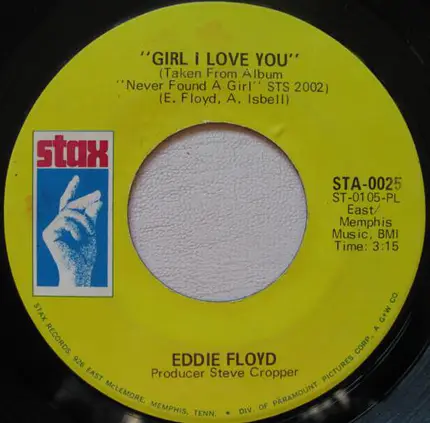 "GIRL I LOVE YOU"
(Taken From Album
"Never Found A Girl" STS 2002)
(E. Floyd, A. Isbell)
stax
STA-0025
ST-0105-PL
East/
Memphis
Music, BMI
Time: 3:15
EDDIE FLOYD
Producer Steve Cropper
STAX RECORDS, 926 EAST McLEMORE, MEMPHIS, TENN. • DIV. OF PARAMOUNT PICTURES CORP. A G+W CO